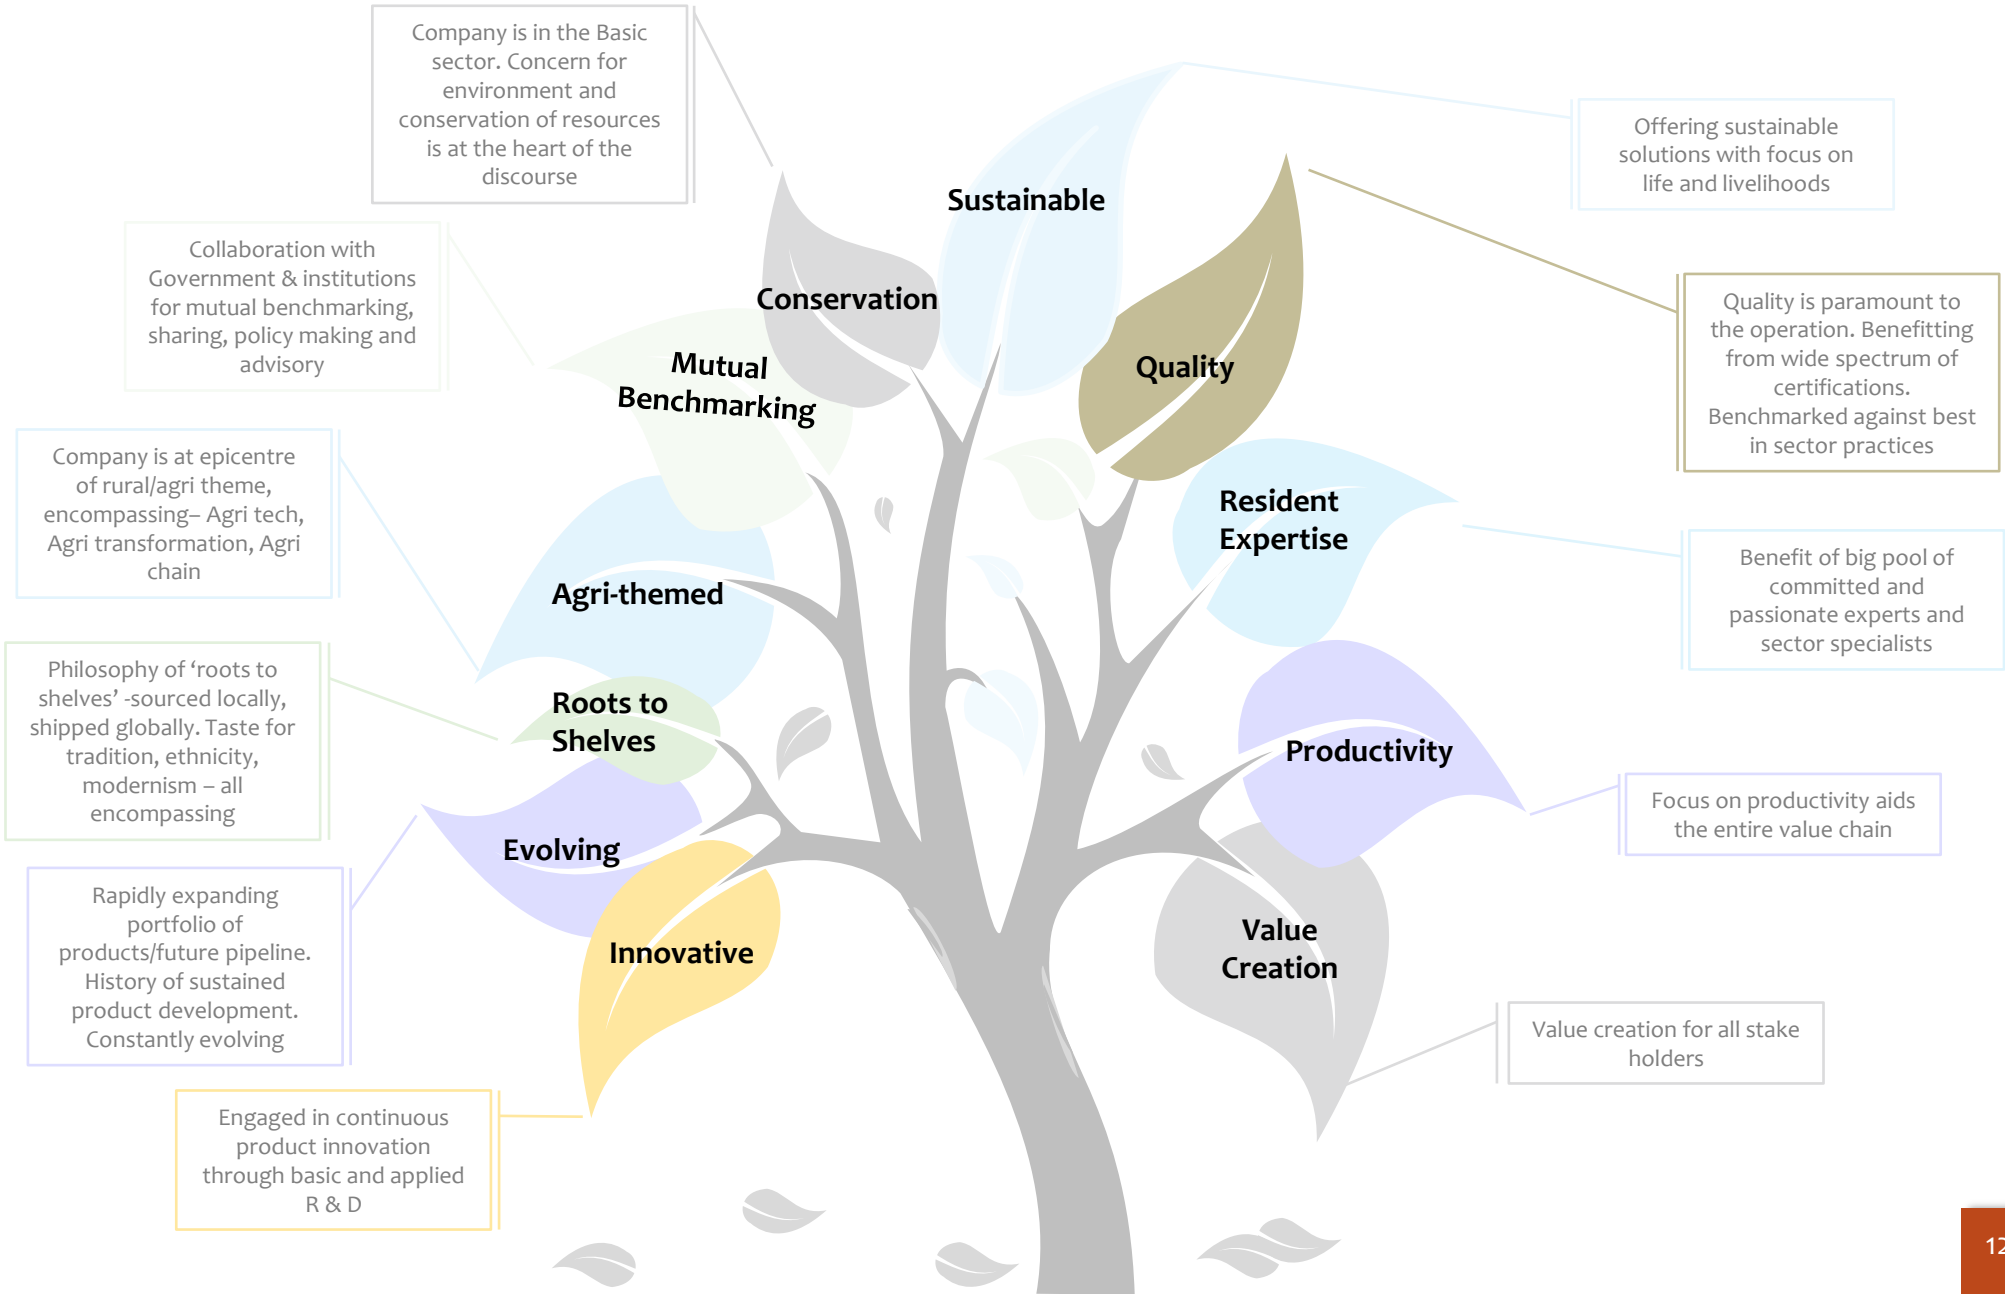 Company is in the Basic
sector. Concern for
environment and
conservation of resources
is at the heart of the
discourse
Collaboration with
Government & institutions
for mutual benchmarking,
sharing, policy making and
advisory
Company is at epicentre
of rural/agri theme,
encompassing– Agri tech,
Agri transformation, Agri
chain
Philosophy of ‘roots to
shelves’ -sourced locally,
shipped globally. Taste for
tradition, ethnicity,
modernism – all
encompassing
Rapidly expanding
portfolio of
products/future pipeline.
History of sustained
product development.
Constantly evolving
Engaged in continuous
product innovation
through basic and applied
R & D
Sustainable
Conservation
Mutual
Benchmarking
Quality
Resident
Expertise
Agri-themed
Roots to
Shelves
Productivity
Evolving
Innovative
Value
Creation
Offering sustainable
solutions with focus on
life and livelihoods
Quality is paramount to
the operation. Benefitting
from wide spectrum of
certifications.
Benchmarked against best
in sector practices
Benefit of big pool of
committed and
passionate experts and
sector specialists
Focus on productivity aids
the entire value chain
Value creation for all stake
holders
12